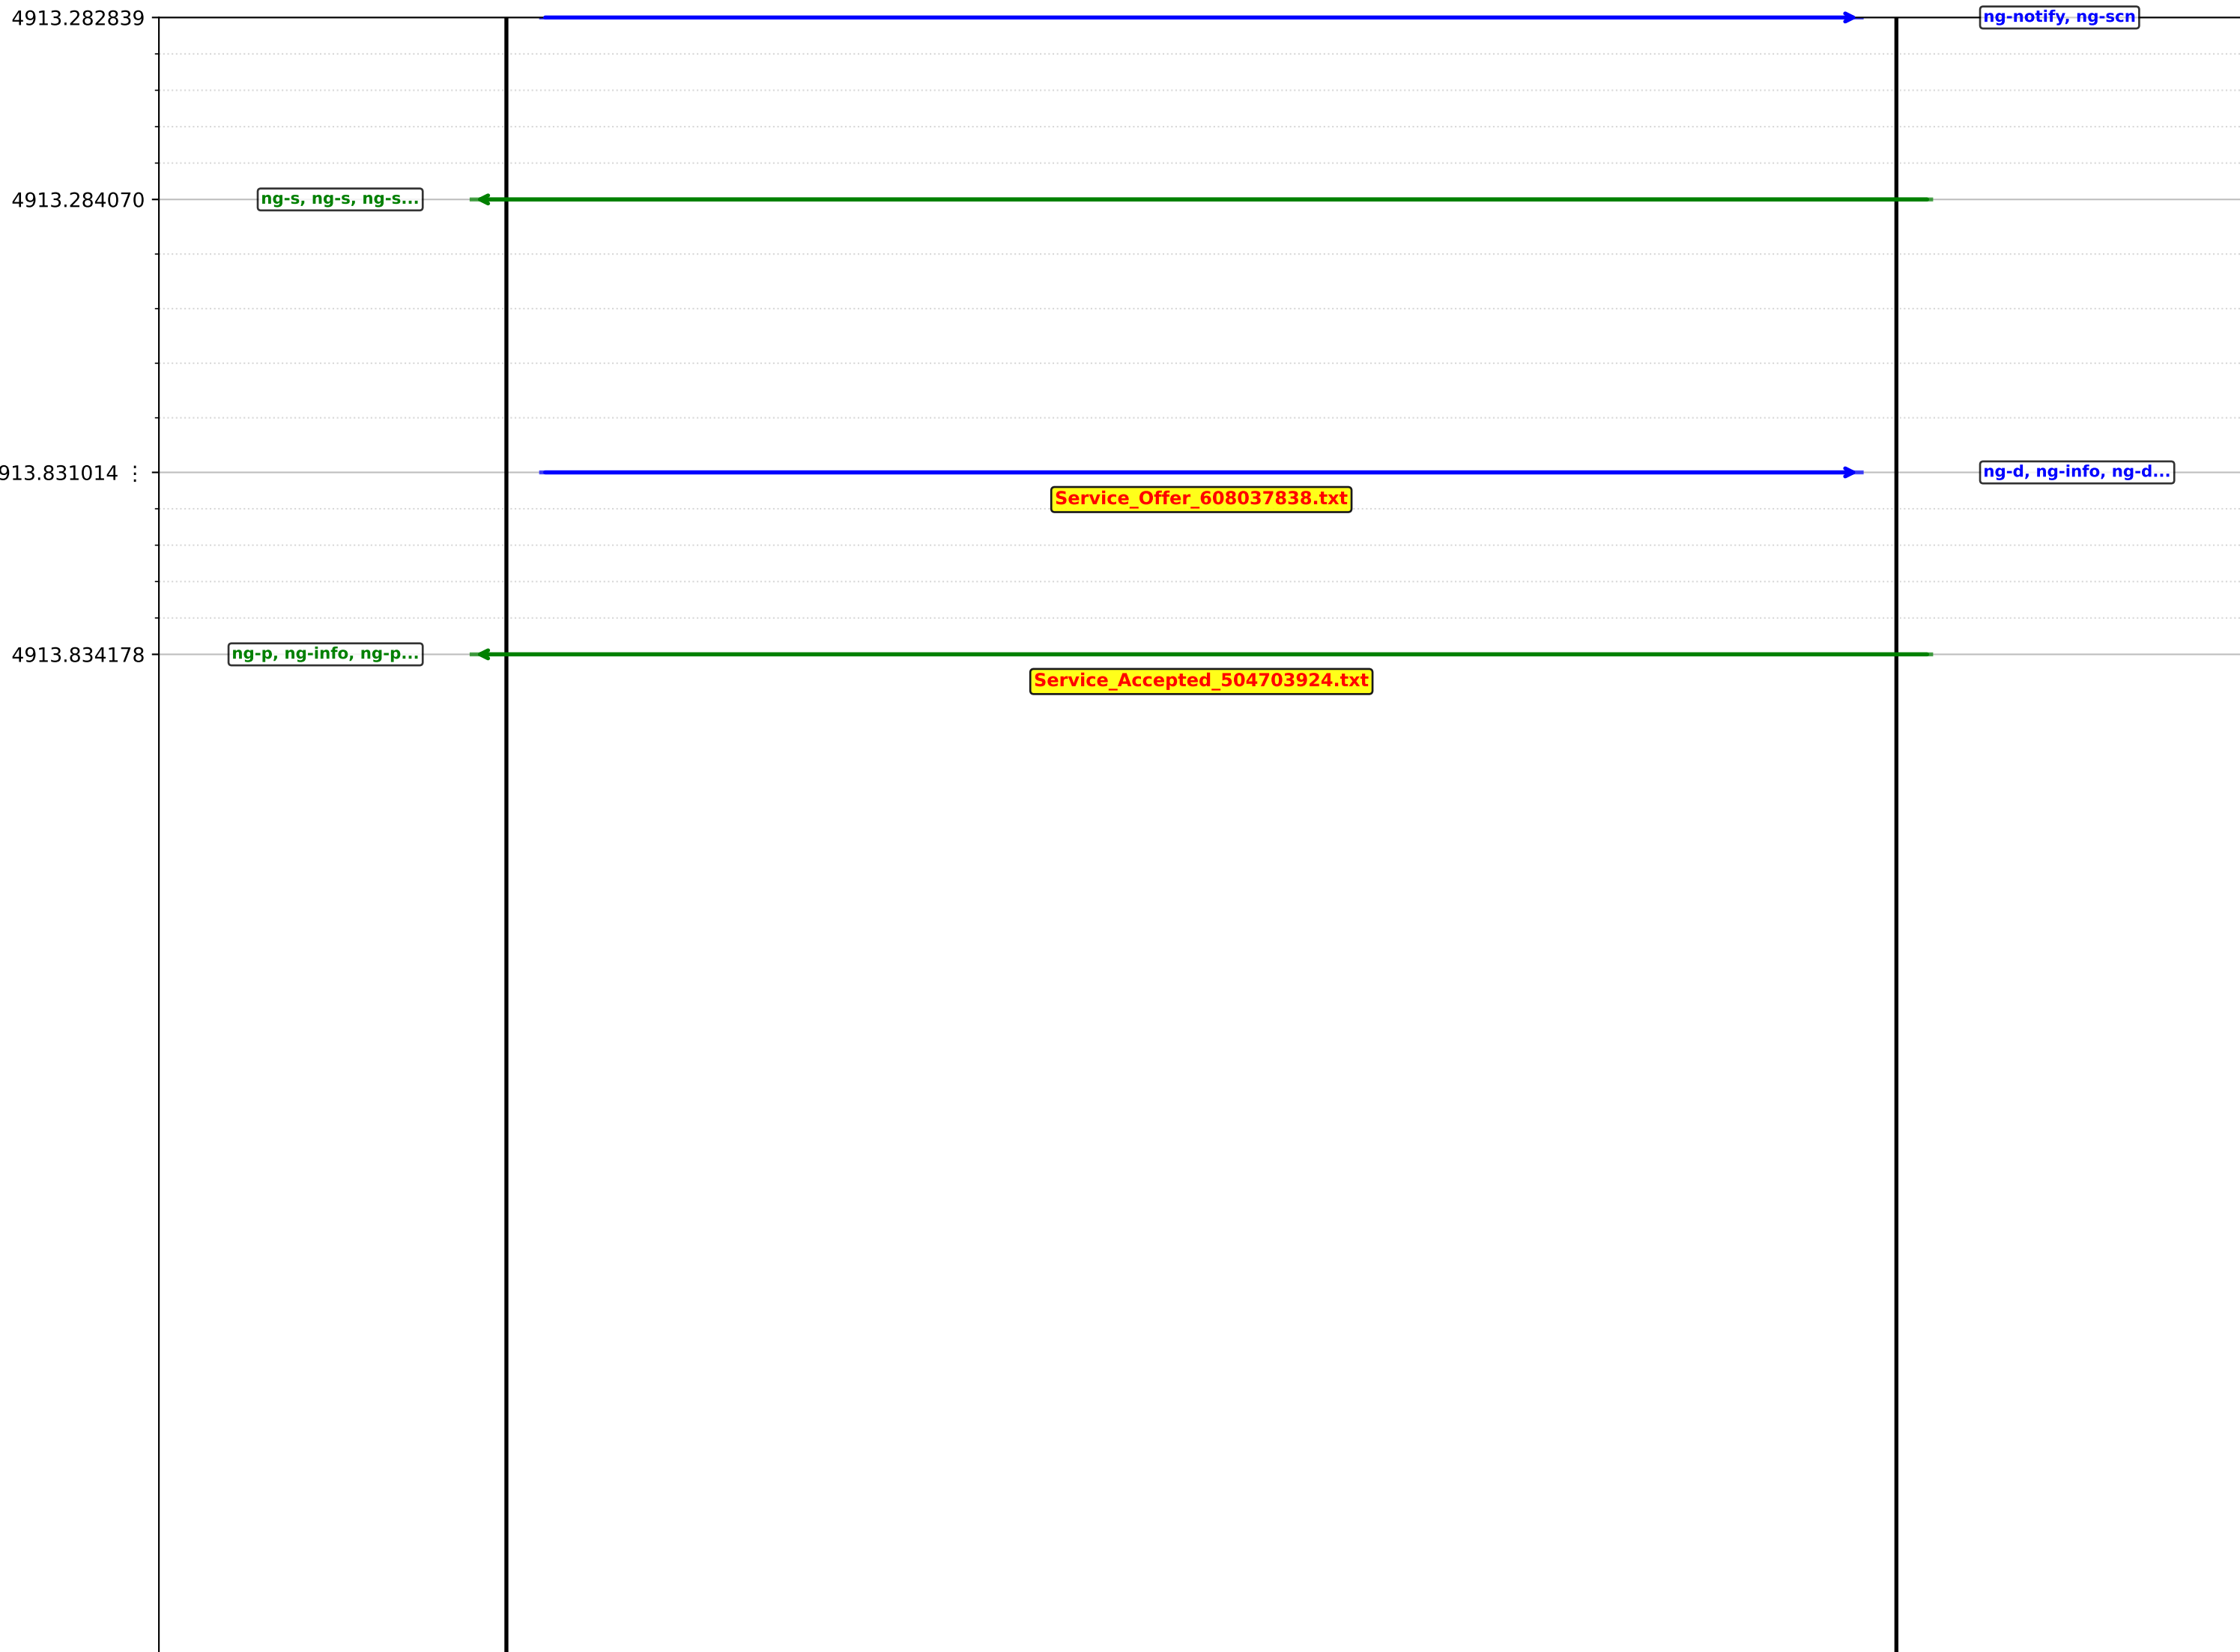 4913.282839
ng-notify, ng-scn
4913.284070
ng-s, ng-s, ng-s...
913.831014 ⋮
ng-d, ng-info, ng-d...
Service_Offer_608037838.txt
4913.834178
ng-p, ng-info, ng-p...
Service_Accepted_504703924.txt